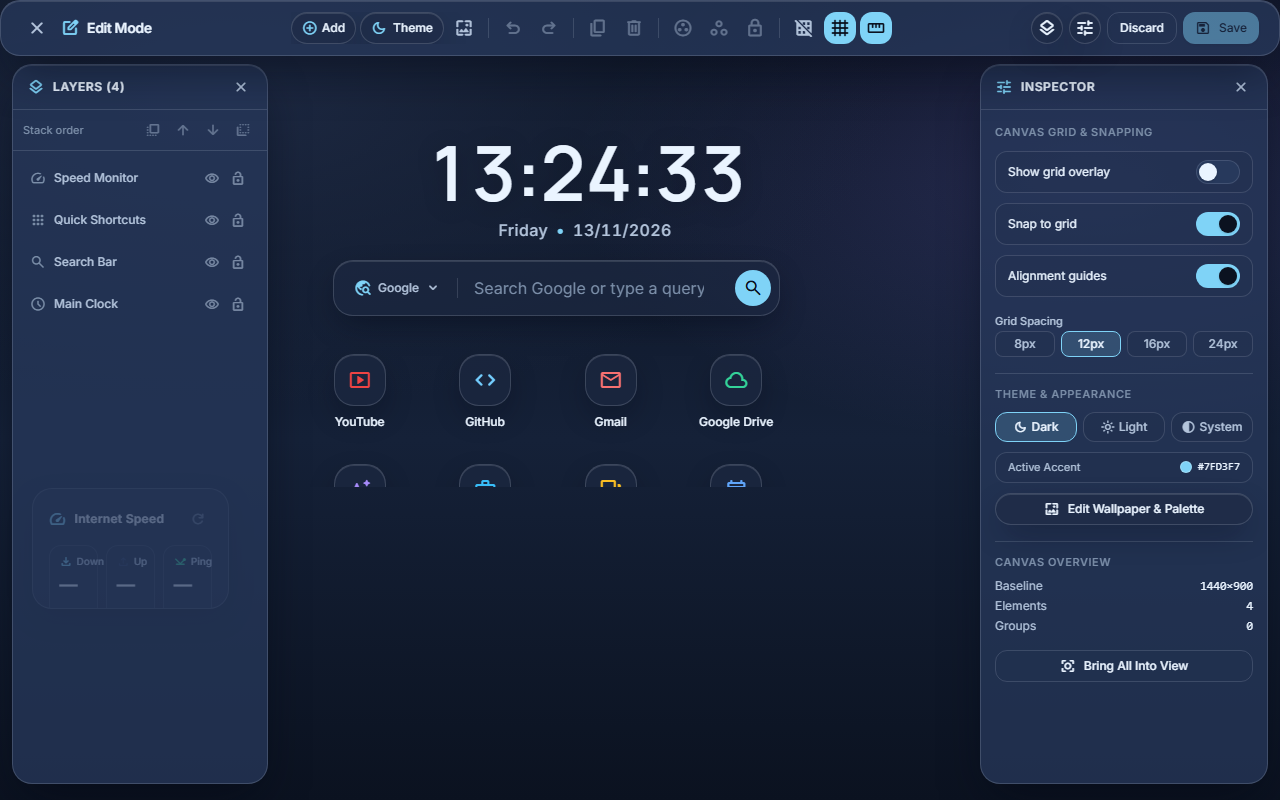 Edit Mode
Add
Theme
Discard
Save
LAYERS (4)
Stack order
Speed Monitor
Quick Shortcuts
Search Bar
Main Clock
Internet Speed
Down
Up
Ping
13:24:33
Friday • 13/11/2026
Google
Search Google or type a query
YouTube
GitHub
Gmail
Google Drive
INSPECTOR
CANVAS GRID & SNAPPING
Show grid overlay
Snap to grid
Alignment guides
Grid Spacing
8px
12px
16px
24px
THEME & APPEARANCE
Dark
Light
System
Active Accent
#7FD3F7
Edit Wallpaper & Palette
CANVAS OVERVIEW
Baseline 1440×900
Elements 4
Groups 0
Bring All Into View